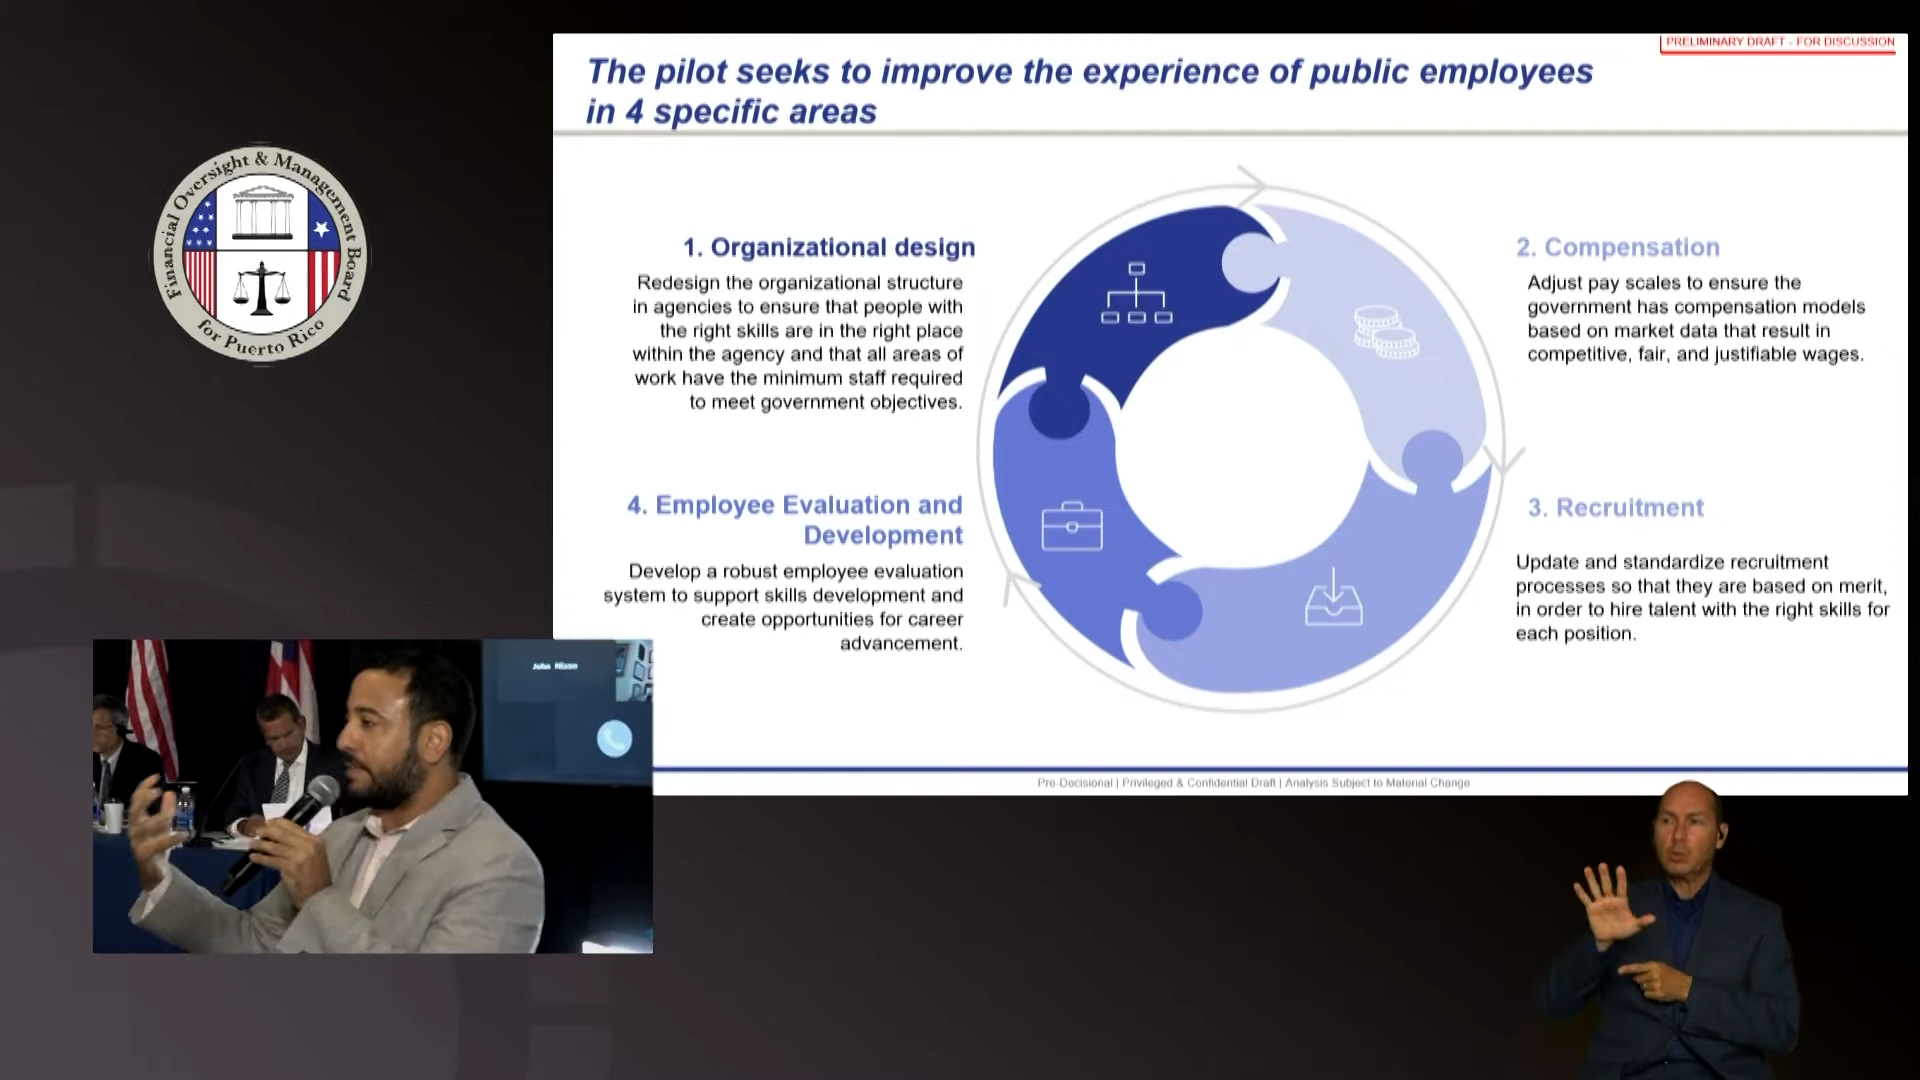 PRELIMINARY DRAFT - FOR DISCUSSION
The pilot seeks to improve the experience of public employees
in 4 specific areas
Financial Oversight & Management Board
for Puerto Rico
1. Organizational design
Redesign the organizational structure
in agencies to ensure that people with
the right skills are in the right place
within the agency and that all areas of
work have the minimum staff required
to meet government objectives.
2. Compensation
Adjust pay scales to ensure the
government has compensation models
based on market data that result in
competitive, fair, and justifiable wages.
3. Recruitment
Update and standardize recruitment
processes so that they are based on merit,
in order to hire talent with the right skills for
each position.
4. Employee Evaluation and
Development
Develop a robust employee evaluation
system to support skills development and
create opportunities for career
advancement.
John Nixon
Pre-Decisional | Privileged & Confidential Draft | Analysis Subject to Material Change